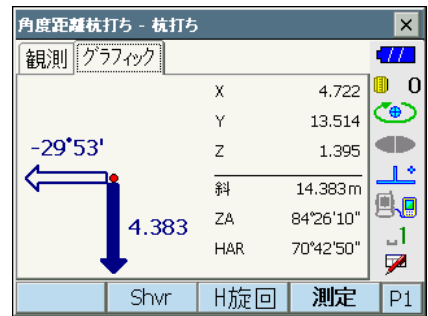 角度距離杭打ち - 杭打ち
観測 グラフィック
0
X 4.722
Y 13.514
Z 1.395
-29°53'
4.383
斜 14.383m
ZA 84°26'10"
HAR 70°42'50"
1
Shvr H旋回 測定 P1